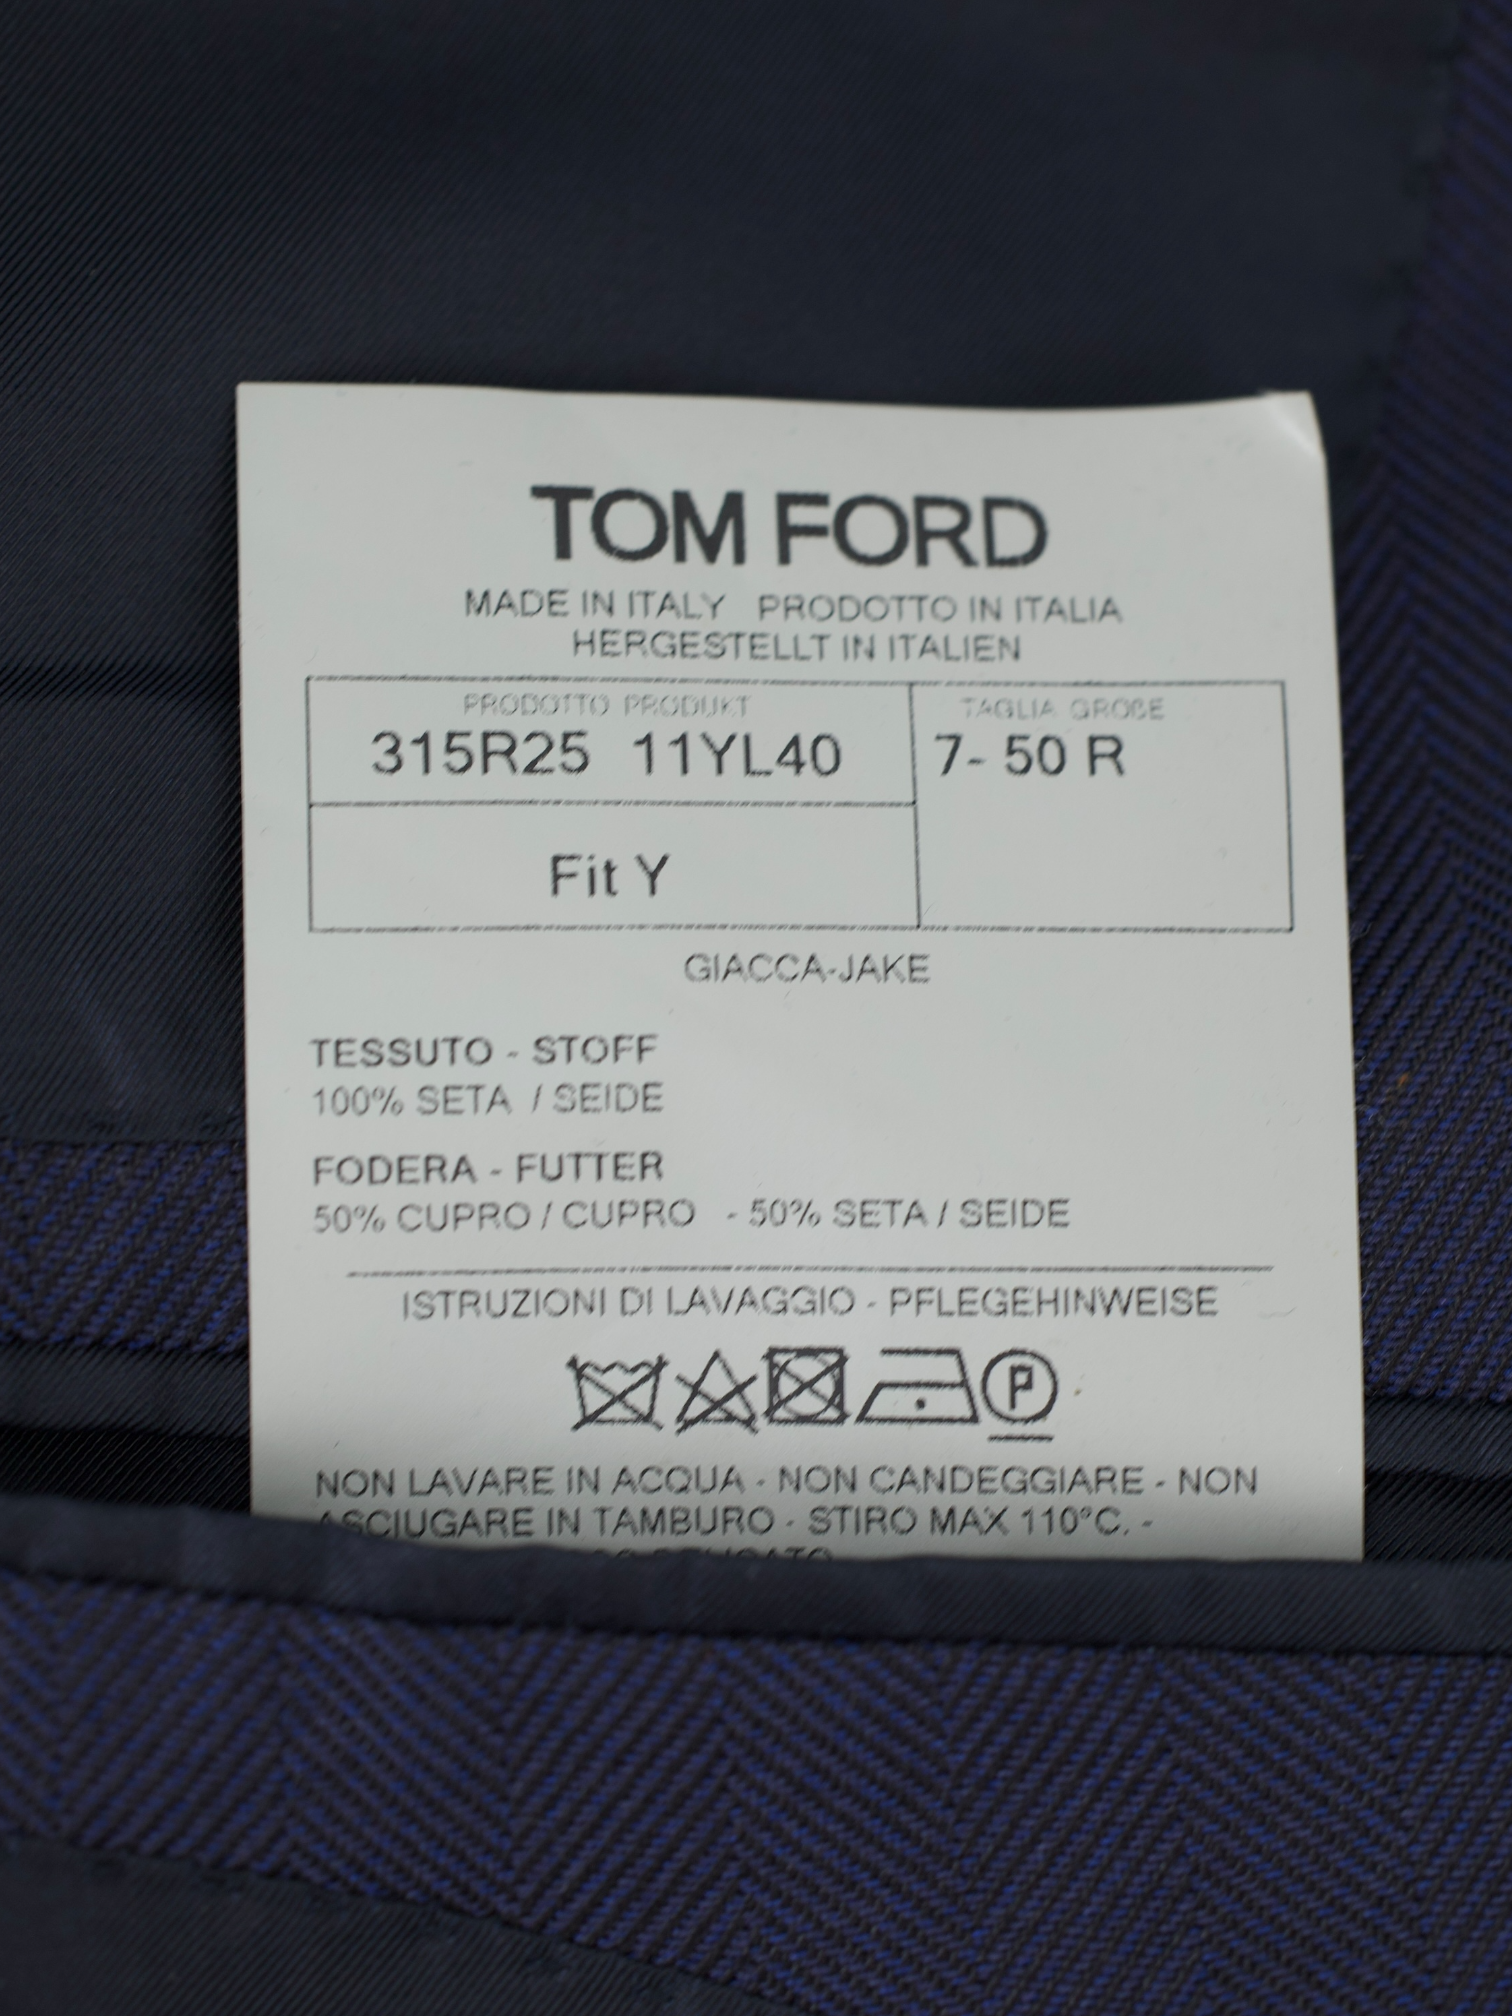 TOM FORD
MADE IN ITALY PRODOTTO IN ITALIA
HERGESTELLT IN ITALIEN
PRODOTTO PRODUKT
315R25 11YL40
TAGLIA GROßE
7- 50 R
Fit Y
GIACCA-JAKE
TESSUTO - STOFF
100% SETA / SEIDE
FODERA - FUTTER
50% CUPRO / CUPRO - 50% SETA / SEIDE
ISTRUZIONI DI LAVAGGIO - PFLEGEHINWEISE
P
NON LAVARE IN ACQUA - NON CANDEGGIARE - NON
ASCIUGARE IN TAMBURO - STIRO MAX 110°C. -